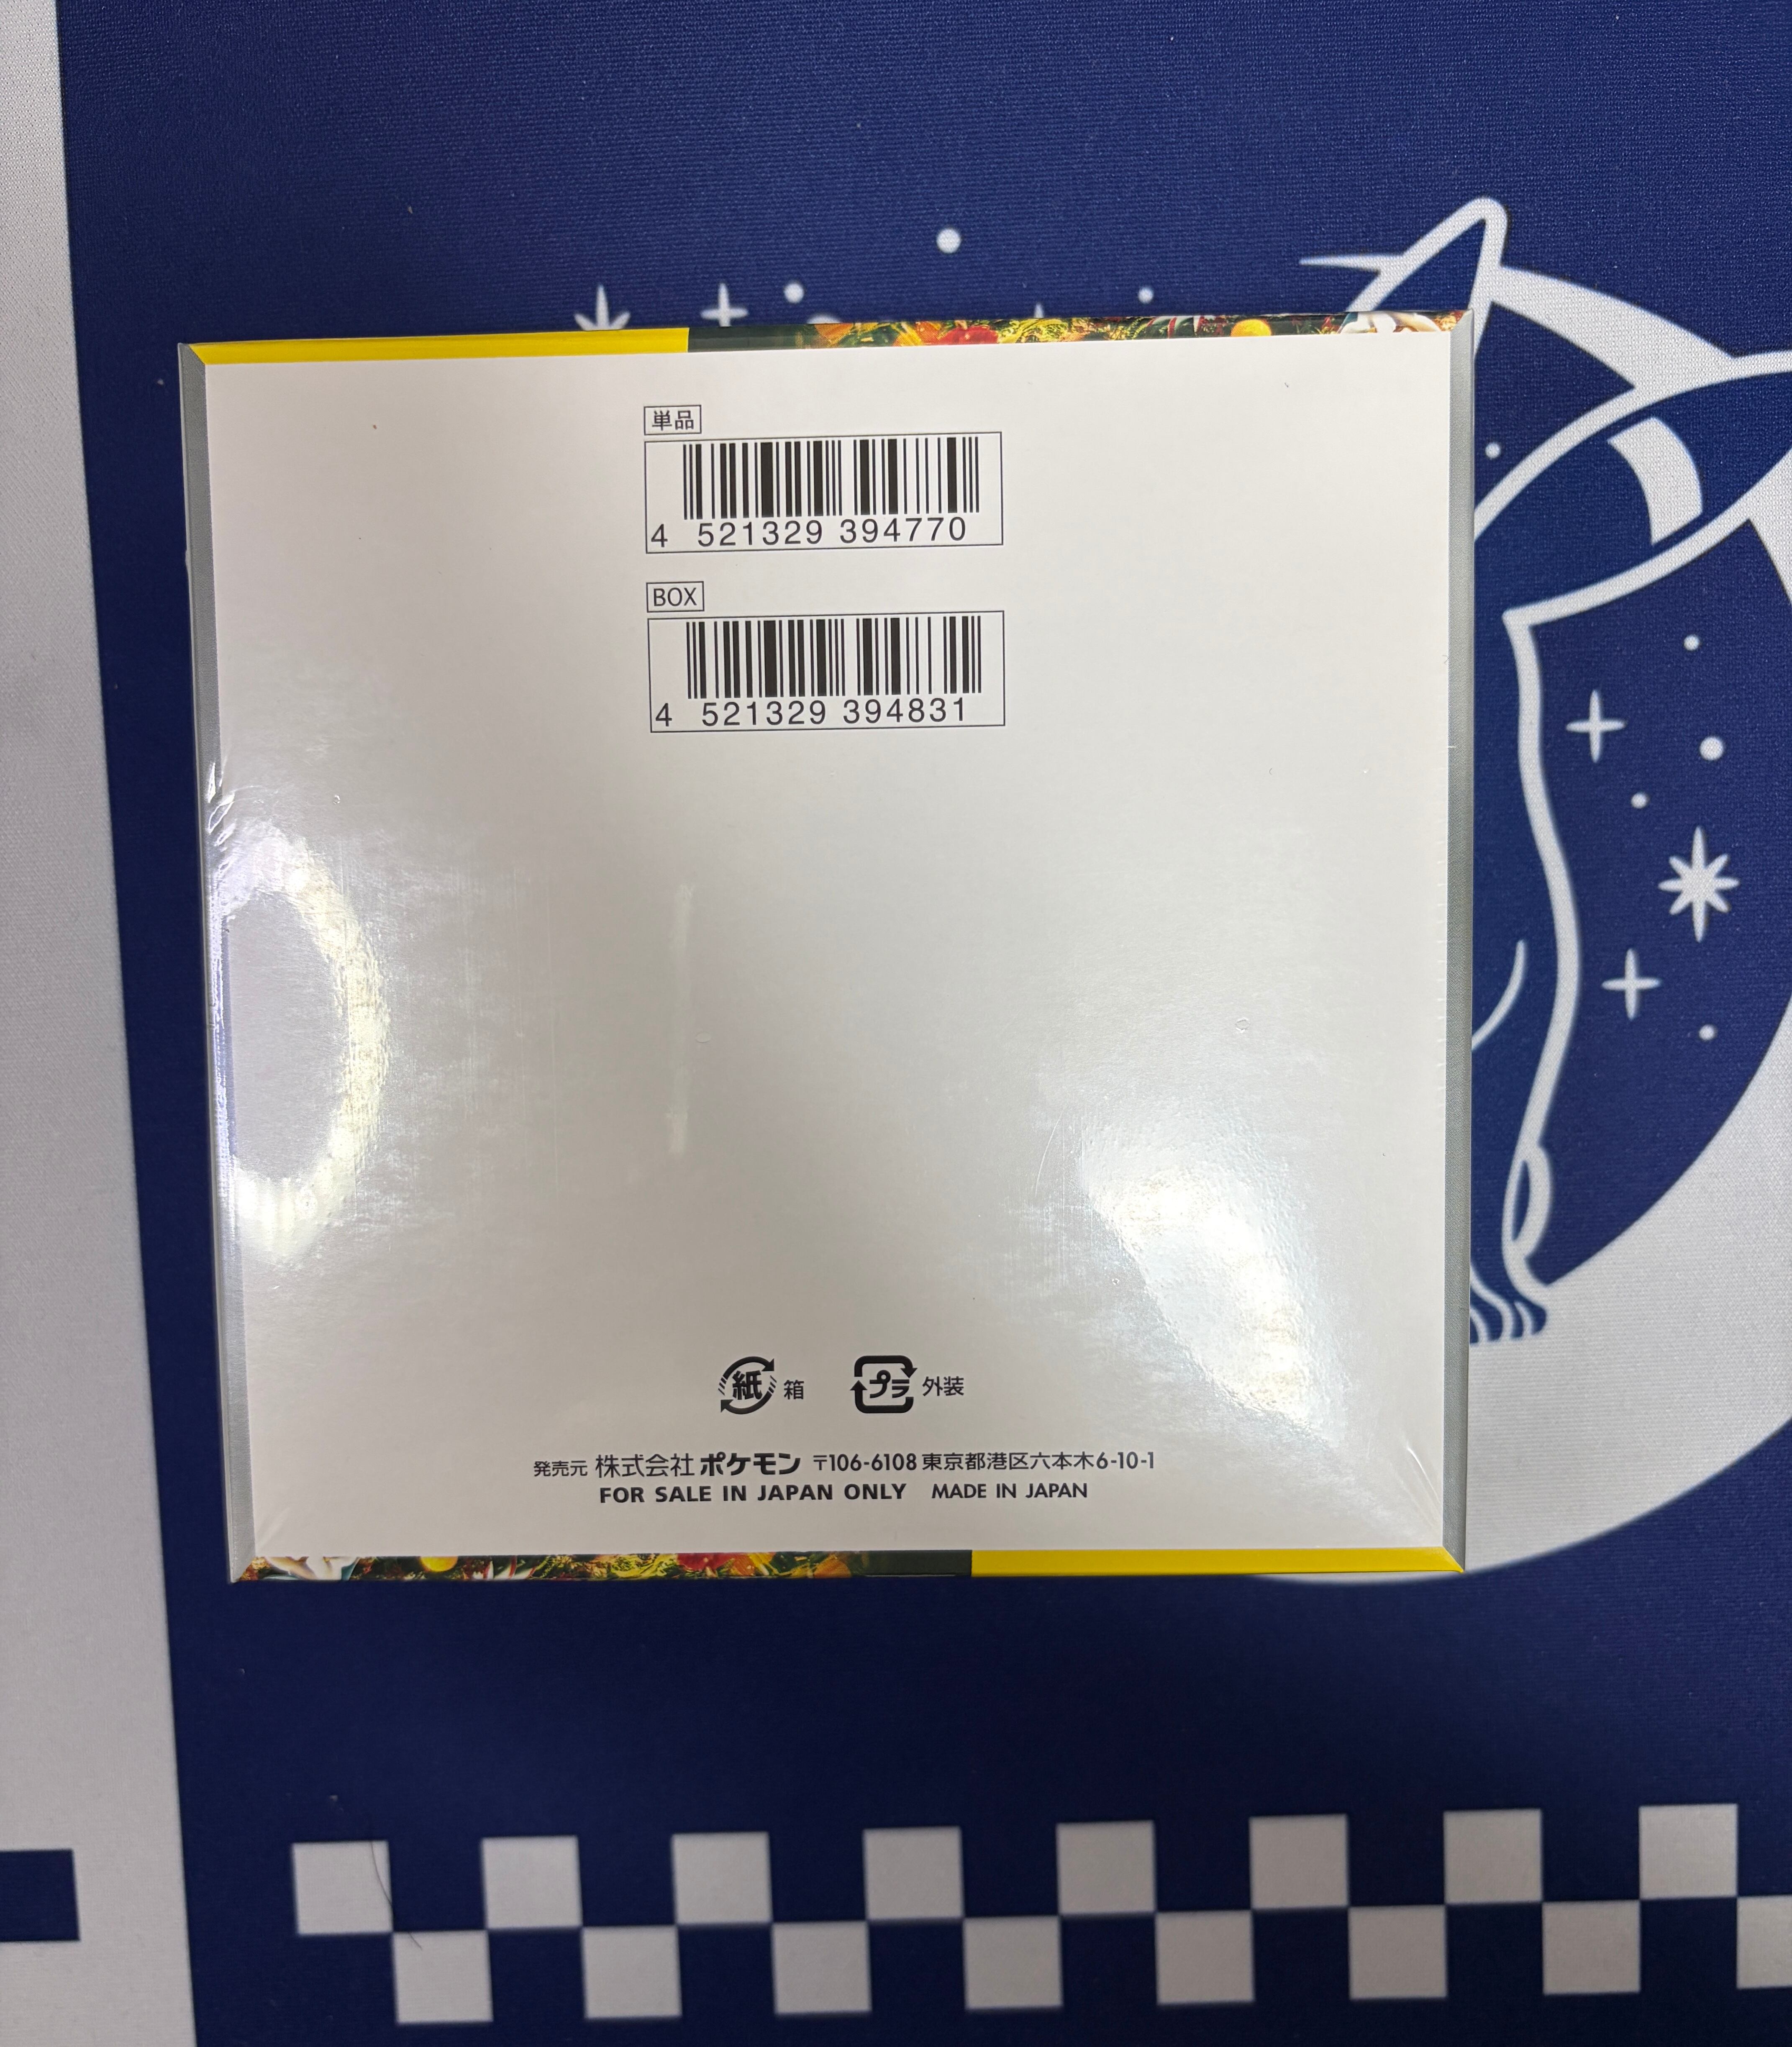 単品
4 521329 394770
BOX
4 521329 394831
紙 箱 プラ 外装
発売元 株式会社ポケモン 〒106-6108 東京都港区六本木6-10-1
FOR SALE IN JAPAN ONLY MADE IN JAPAN